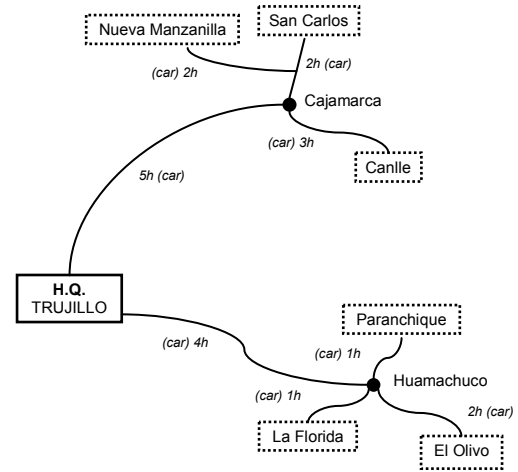 San Carlos
Nueva Manzanilla
(car) 2h
2h (car)
Cajamarca
(car) 3h
Canlle
5h (car)
H.Q.
TRUJILLO
Paranchique
(car) 4h
(car) 1h
Huamachuco
(car) 1h
2h (car)
La Florida
El Olivo